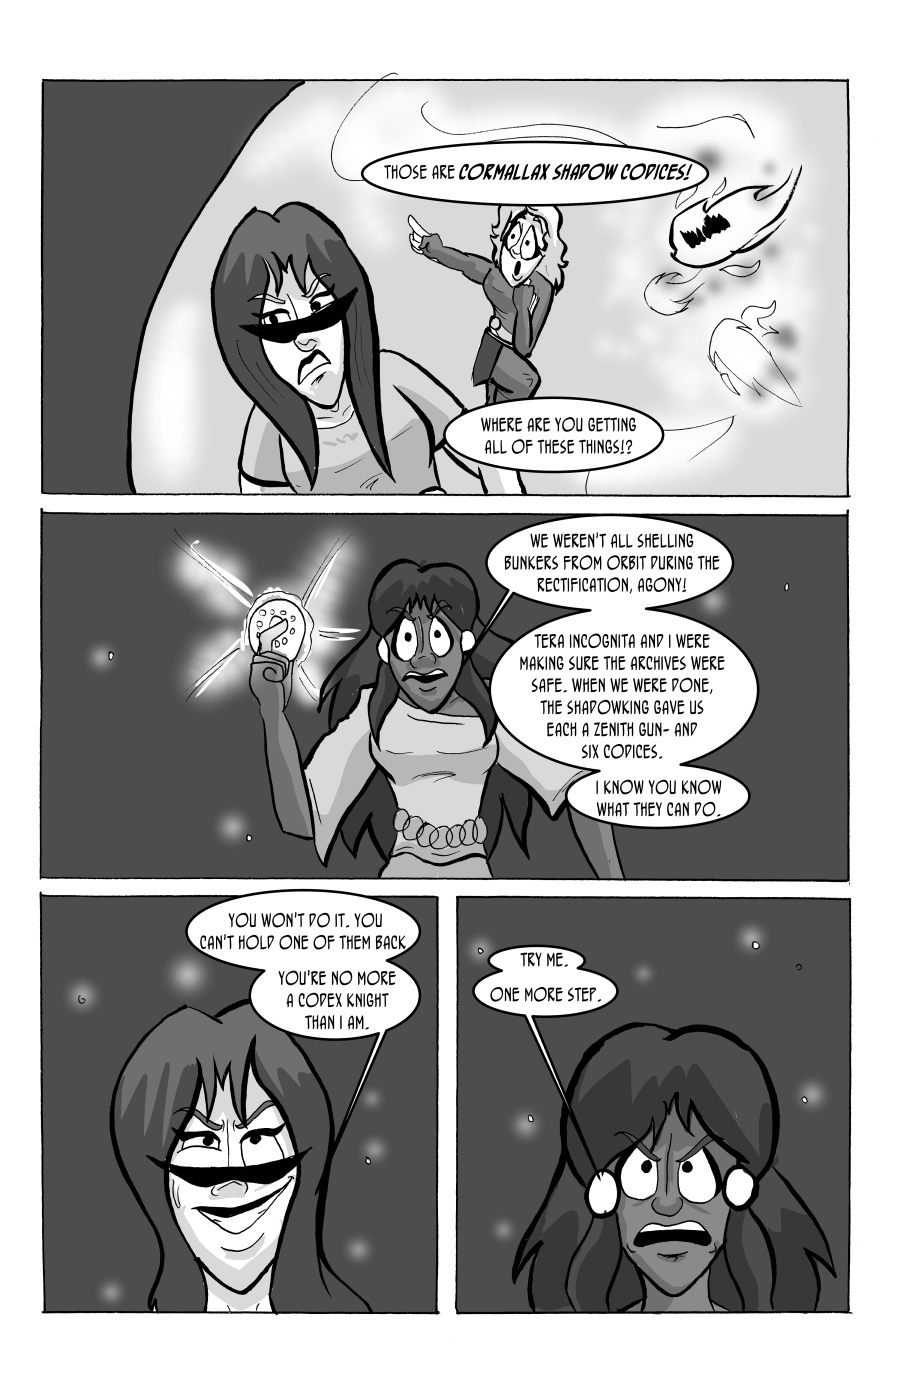 THOSE ARE CORMALLAX SHADOW CODICES!
WHERE ARE YOU GETTING
ALL OF THESE THINGS!?
WE WEREN'T ALL SHELLING
BUNKERS FROM ORBIT DURING THE
RECTIFICATION, AGONY!
TERA INCOGNITA AND I WERE
MAKING SURE THE ARCHIVES WERE
SAFE. WHEN WE WERE DONE,
THE SHADOWKING GAVE US
EACH A ZENITH GUN- AND
SIX CODICES.
I KNOW YOU KNOW
WHAT THEY CAN DO.
YOU WON'T DO IT. YOU
CAN'T HOLD ONE OF THEM BACK
YOU'RE NO MORE
A CODEX KNIGHT
THAN I AM.
TRY ME.
ONE MORE STEP.